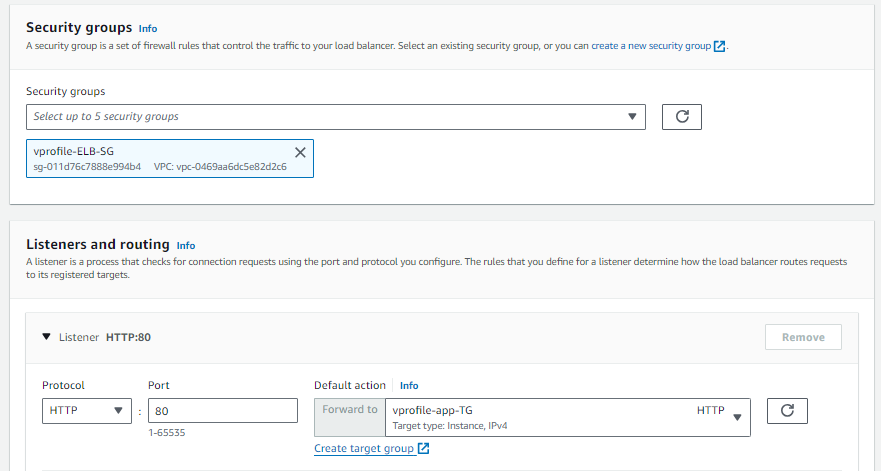 Security groups Info
A security group is a set of firewall rules that control the traffic to your load balancer. Select an existing security group, or you can create a new security group.
Security groups
Select up to 5 security groups
vprofile-ELB-SG
sg-011d76c7888e994b4 VPC: vpc-0469aa6dc5e82d2c6
Listeners and routing Info
A listener is a process that checks for connection requests using the port and protocol you configure. The rules that you define for a listener determine how the load balancer routes requests
to its registered targets.
Listener HTTP:80 Remove
Protocol Port Default action Info
HTTP : 80 Forward to vprofile-app-TG HTTP
Target type: Instance, IPv4
1-65535
Create target group